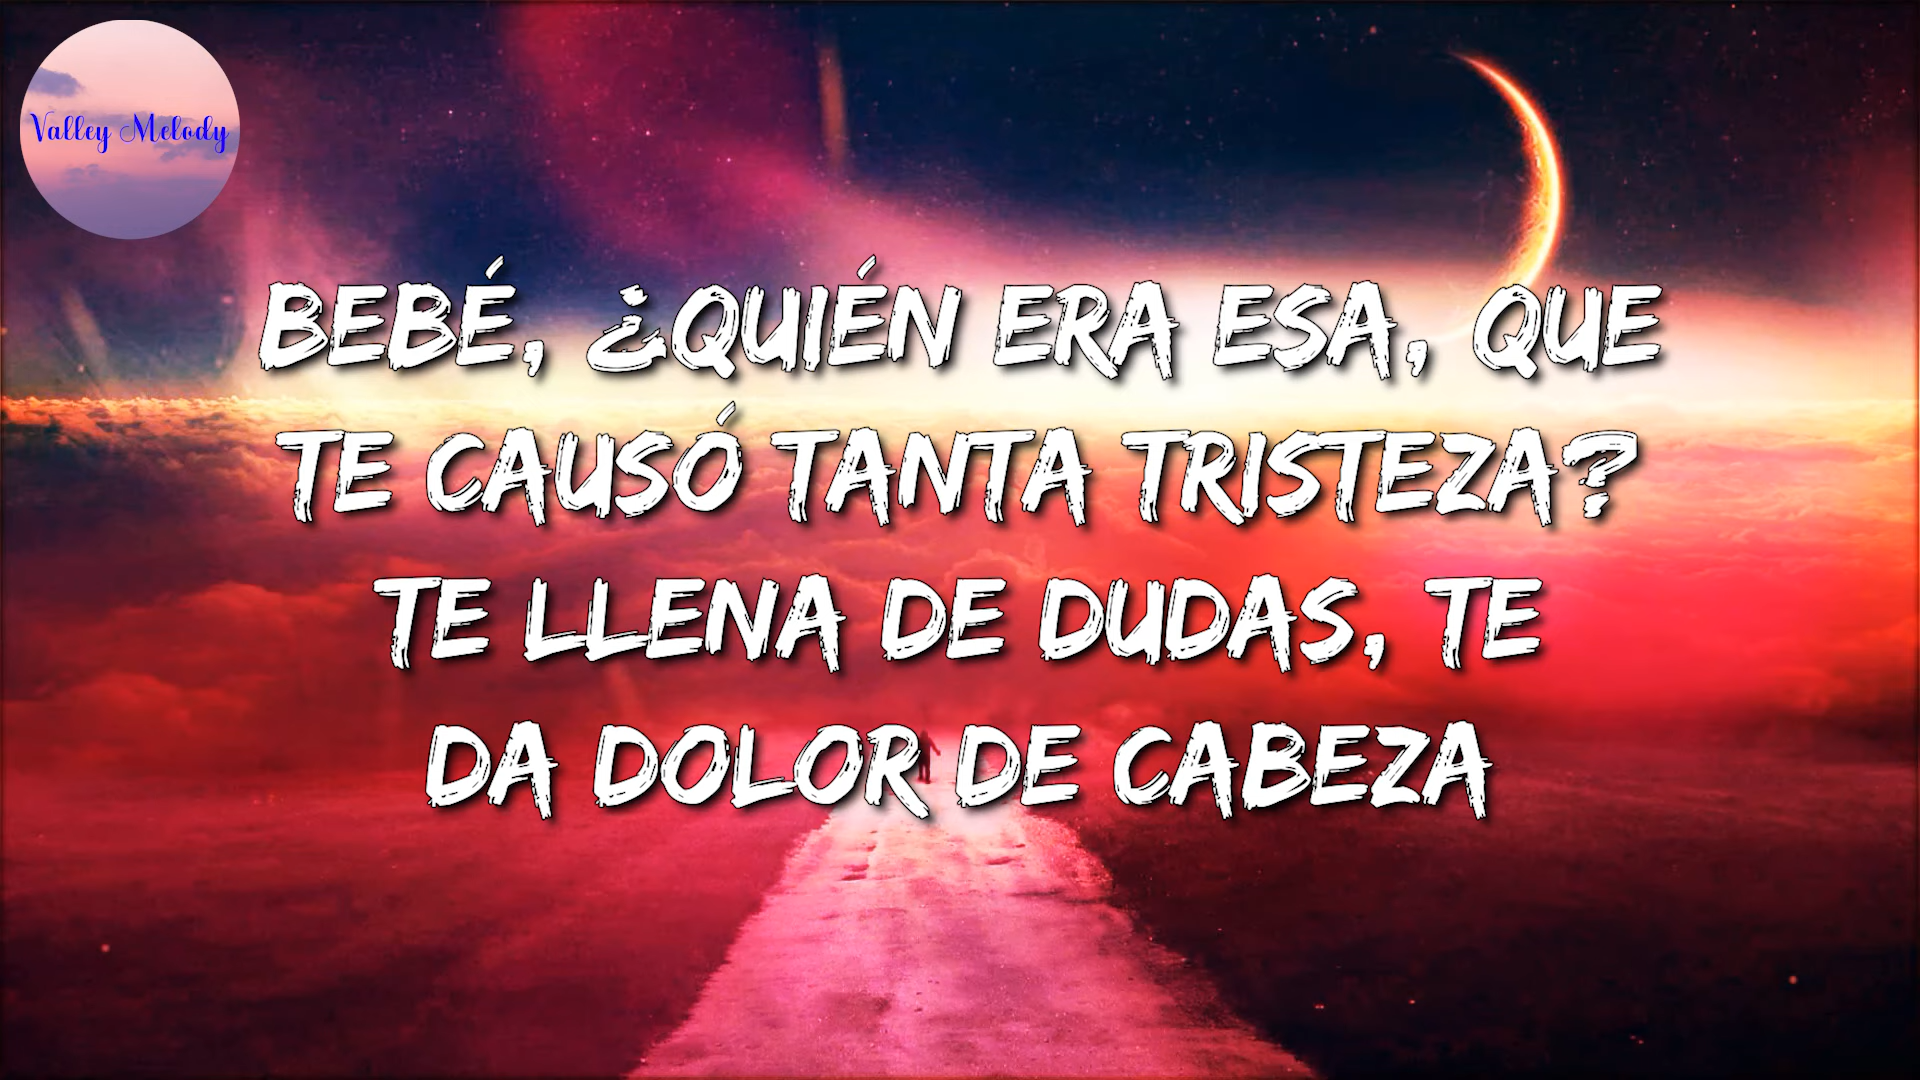 Valley Melody
BEBÉ, ¿QUIÉN ERA ESA, QUE
TE CAUSÓ TANTA TRISTEZA?
TE LLENA DE DUDAS, TE
DA DOLOR DE CABEZA